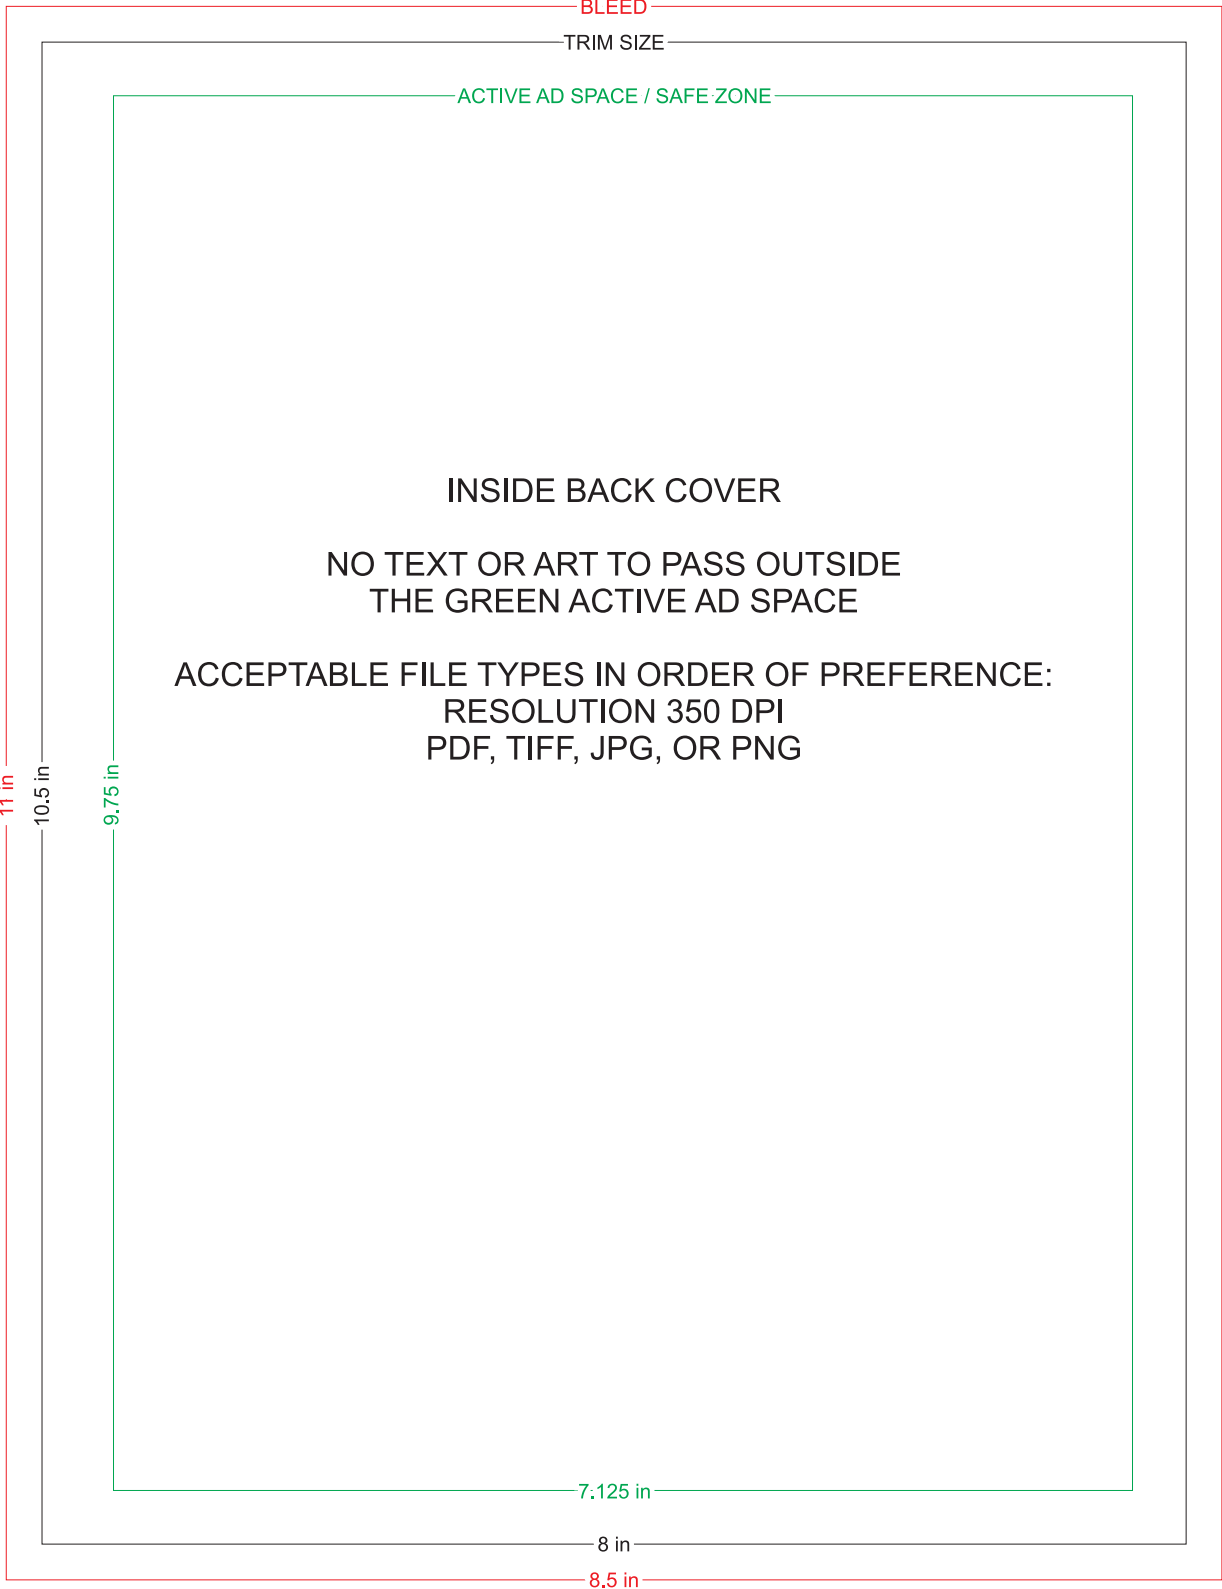 BLEED
TRIM SIZE
ACTIVE AD SPACE / SAFE ZONE
INSIDE BACK COVER
NO TEXT OR ART TO PASS OUTSIDE
THE GREEN ACTIVE AD SPACE
ACCEPTABLE FILE TYPES IN ORDER OF PREFERENCE:
RESOLUTION 350 DPI
PDF, TIFF, JPG, OR PNG
11 in
10.5 in
9.75 in
7.125 in
8 in
8.5 in